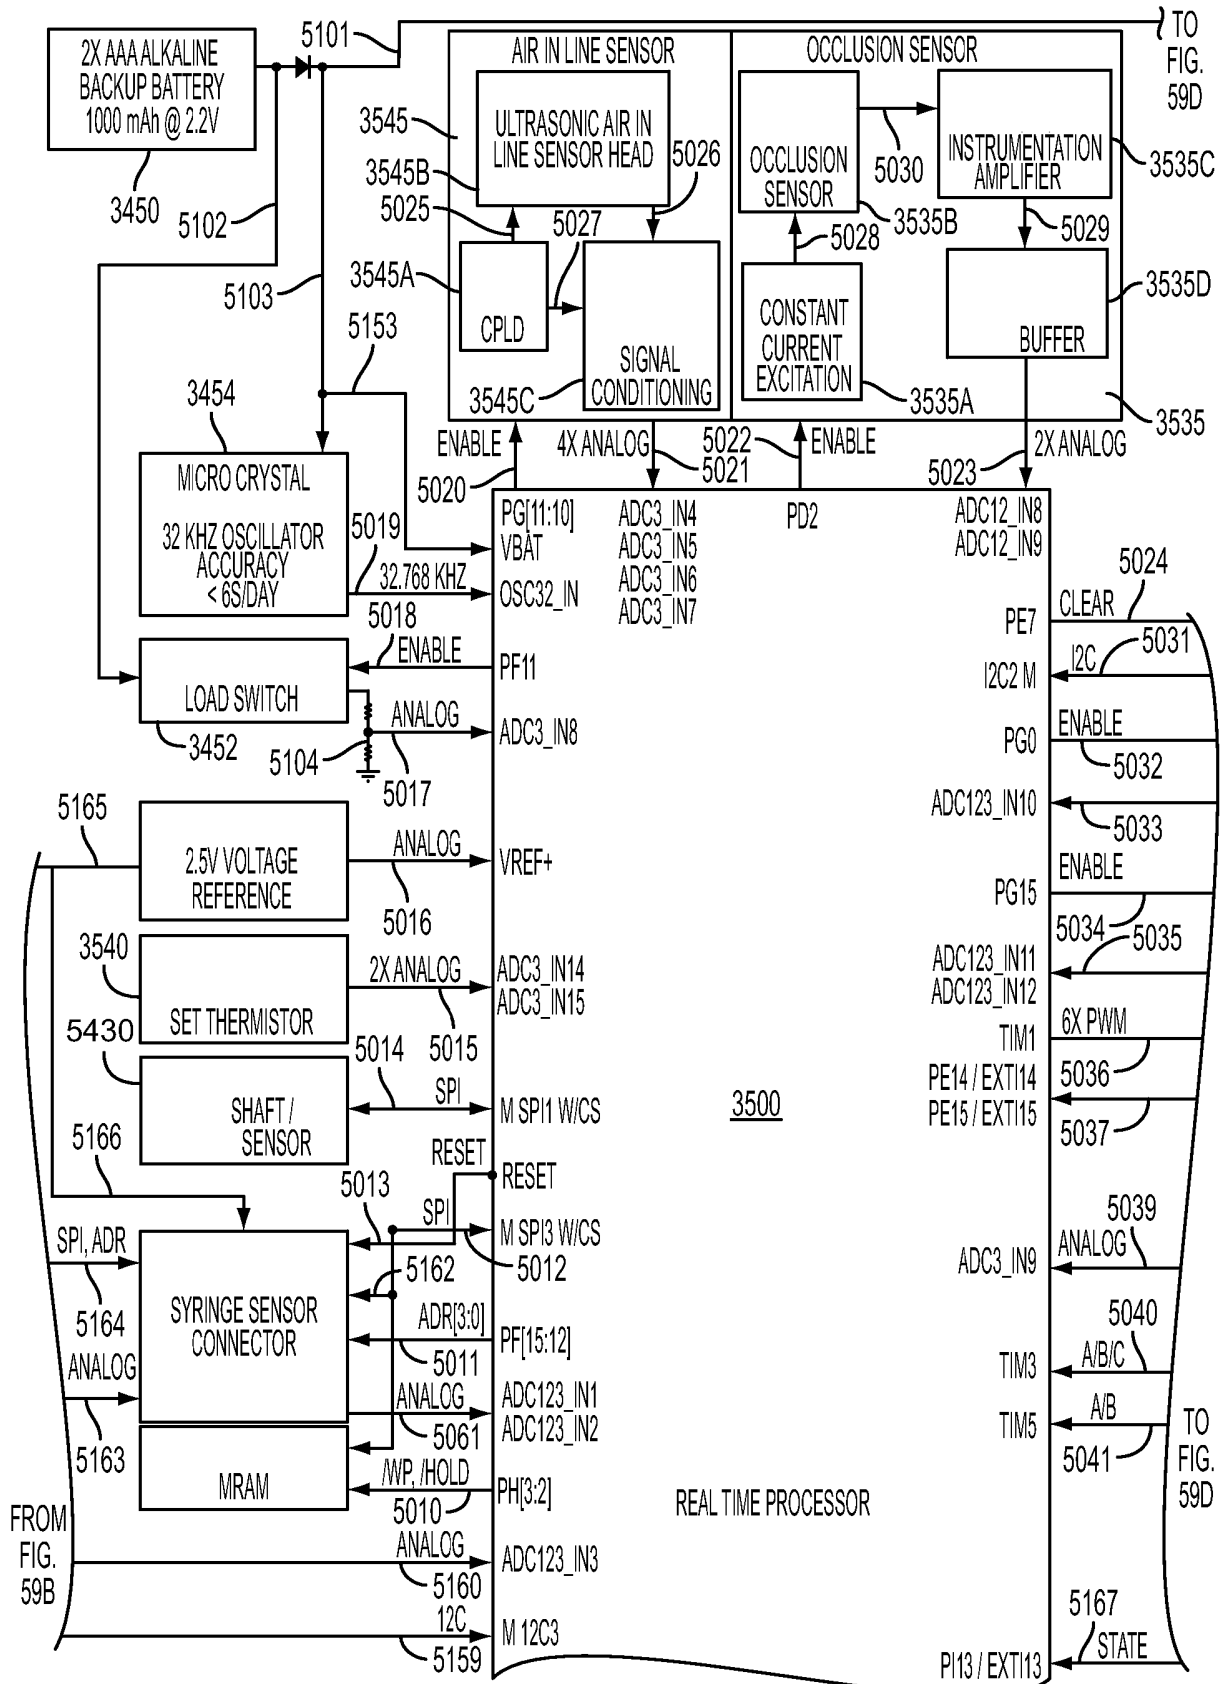 5101
TO
FIG.
59D
2X AAA ALKALINE
BACKUP BATTERY
1000 mAh @ 2.2V
3450
5102
5103
5153
AIR IN LINE SENSOR
3545
ULTRASONIC AIR IN
LINE SENSOR HEAD
3545B
5025
5026
5027
3545A
CPLD
SIGNAL
CONDITIONING
3545C
OCCLUSION SENSOR
OCCLUSION
SENSOR
5030
INSTRUMENTATION
AMPLIFIER
3535C
3535B
5028
5029
3535D
CONSTANT
CURRENT
EXCITATION
BUFFER
3535A
3535
ENABLE
5020
4X ANALOG
5021
5022
ENABLE
5023
2X ANALOG
3454
MICRO CRYSTAL
32 KHZ OSCILLATOR
ACCURACY
< 6S/DAY
5019
32.768 KHZ
5018
ENABLE
LOAD SWITCH
3452
5104
ANALOG
5017
PG[11:10]
VBAT
OSC32_IN
PF11
ADC3_IN8
ADC3_IN4
ADC3_IN5
ADC3_IN6
ADC3_IN7
PD2
ADC12_IN8
ADC12_IN9
PE7
CLEAR
5024
I2C2 M
I2C
5031
PG0
ENABLE
5032
ADC123_IN10
5033
ENABLE
PG15
5034
5035
ADC123_IN11
ADC123_IN12
TIM1
6X PWM
5036
PE14 / EXTI14
PE15 / EXTI15
5037
5165
2.5V VOLTAGE
REFERENCE
ANALOG
5016
VREF+
3540
SET THERMISTOR
2X ANALOG
5015
ADC3_IN14
ADC3_IN15
5430
SHAFT /
SENSOR
5014
SPI
M SPI1 W/CS
3500
5166
RESET
RESET
5013
SPI
M SPI3 W/CS
5012
SPI, ADR
5164
SYRINGE SENSOR
CONNECTOR
5162
ADR[3:0]
5011
PF[15:12]
ANALOG
5163
ANALOG
5061
ADC123_IN1
ADC123_IN2
MRAM
/WP, /HOLD
5010
PH[3:2]
REAL TIME PROCESSOR
FROM
FIG.
59B
ANALOG
5160
ADC123_IN3
12C
5159
M 12C3
ADC3_IN9
5039
ANALOG
5040
TIM3
A/B/C
TIM5
A/B
5041
TO
FIG.
59D
5167
STATE
PI13 / EXTI13